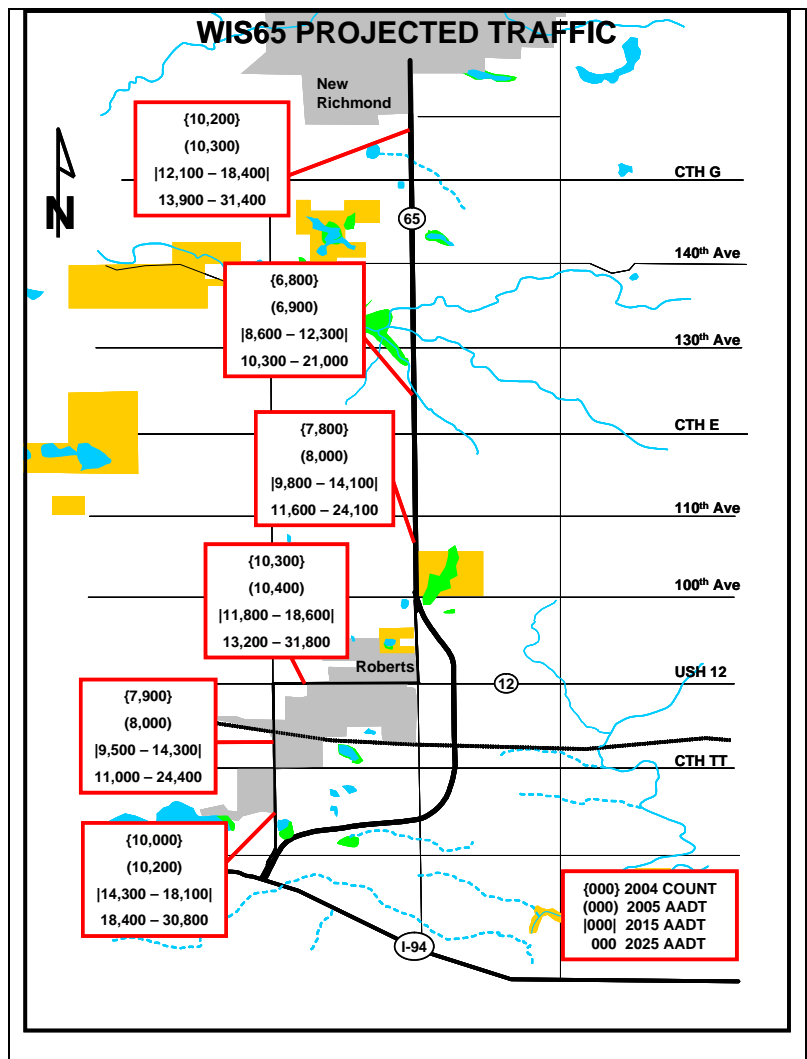 WIS65 PROJECTED TRAFFIC
New
Richmond
{10,200}
(10,300)
|12,100 – 18,400|
13,900 – 31,400
N
CTH G
65
140th Ave
{6,800}
(6,900)
|8,600 – 12,300|
10,300 – 21,000
130th Ave
{7,800}
(8,000)
|9,800 – 14,100|
11,600 – 24,100
CTH E
110th Ave
{10,300}
(10,400)
|11,800 – 18,600|
13,200 – 31,800
100th Ave
Roberts
USH 12
12
{7,900}
(8,000)
|9,500 – 14,300|
11,000 – 24,400
CTH TT
{10,000}
(10,200)
|14,300 – 18,100|
18,400 – 30,800
I-94
{000} 2004 COUNT
(000) 2005 AADT
|000| 2015 AADT
000 2025 AADT